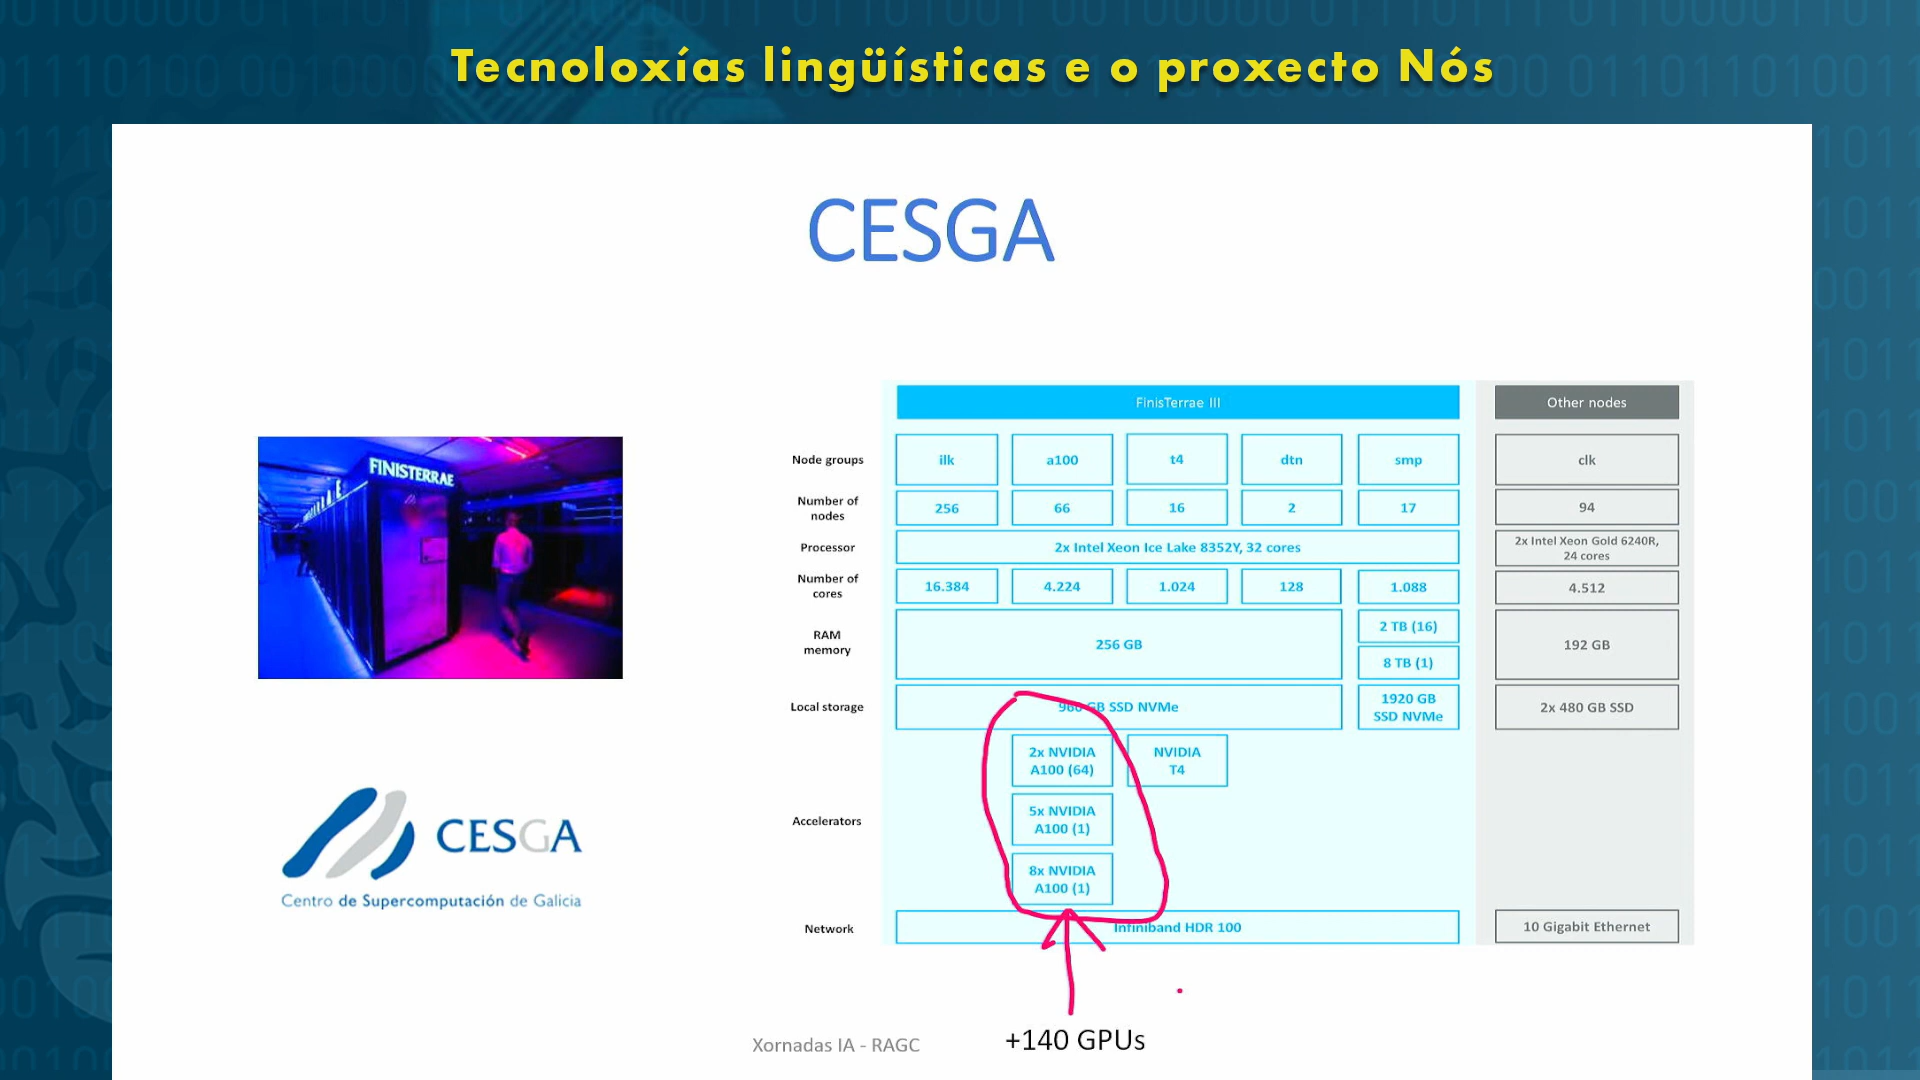 Tecnoloxías lingüísticas e o proxecto Nós
CESGA
FINISTERRAE
CESGA
Centro de Supercomputación de Galicia
FinisTerrae III
Other nodes
Node groups
ilk
a100
t4
dtn
smp
clk
Number of
nodes
256
66
16
2
17
94
Processor
2x Intel Xeon Ice Lake 8352Y, 32 cores
2x Intel Xeon Gold 6240R,
24 cores
Number of
cores
16.384
4.224
1.024
128
1.088
4.512
RAM
memory
256 GB
2 TB (16)
8 TB (1)
192 GB
Local storage
960 GB SSD NVMe
1920 GB
SSD NVMe
2x 480 GB SSD
Accelerators
2x NVIDIA
A100 (64)
NVIDIA
T4
5x NVIDIA
A100 (1)
8x NVIDIA
A100 (1)
Network
Infiniband HDR 100
10 Gigabit Ethernet
Xornadas IA - RAGC
+140 GPUs